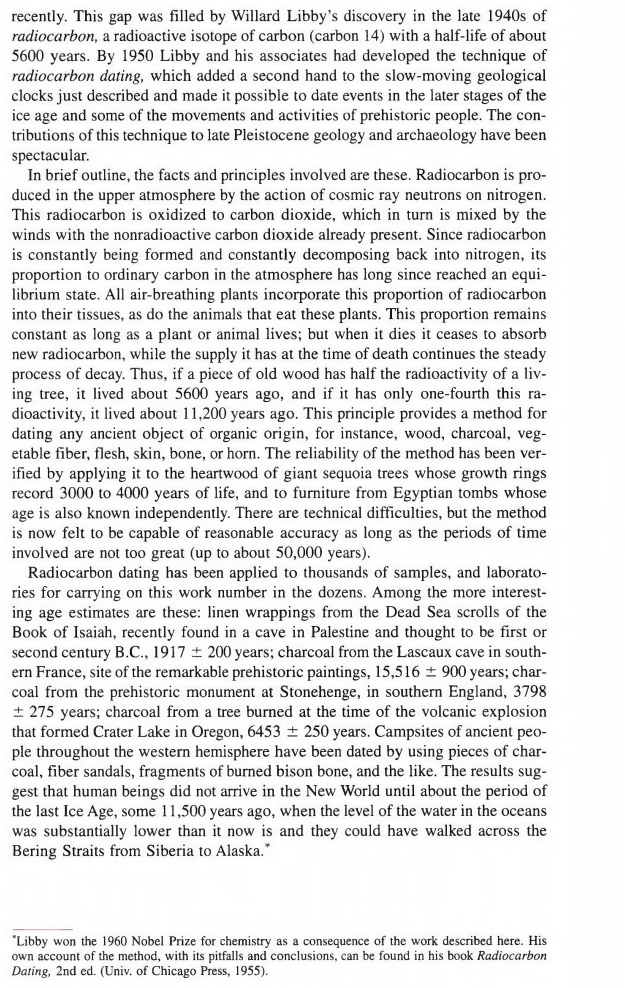 recently. This gap was filled by Willard Libby's discovery in the late 1940s of
radiocarbon, a radioactive isotope of carbon (carbon 14) with a half-life of about
5600 years. By 1950 Libby and his associates had developed the technique of
radiocarbon dating, which added a second hand to the slow-moving geological
clocks just described and made it possible to date events in the later stages of the
ice age and some of the movements and activities of prehistoric people. The con-
tributions of this technique to late Pleistocene geology and archaeology have been
spectacular.
In brief outline, the facts and principles involved are these. Radiocarbon is pro-
duced in the upper atmosphere by the action of cosmic ray neutrons on nitrogen.
This radiocarbon is oxidized to carbon dioxide, which in turn is mixed by the
winds with the nonradioactive carbon dioxide already present. Since radiocarbon
is constantly being formed and constantly decomposing back into nitrogen, its
proportion to ordinary carbon in the atmosphere has long since reached an equi-
librium state. All air-breathing plants incorporate this proportion of radiocarbon
into their tissues, as do the animals that eat these plants. This proportion remains
constant as long as a plant or animal lives; but when it dies it ceases to absorb
new radiocarbon, while the supply it has at the time of death continues the steady
process of decay. Thus, if a piece of old wood has half the radioactivity of a liv-
ing tree, it lived about 5600 years ago, and if it has only one-fourth this ra-
dioactivity, it lived about 11,200 years ago. This principle provides a method for
dating any ancient object of organic origin, for instance, wood, charcoal, veg-
etable fiber, flesh, skin, bone, or horn. The reliability of the method has been ver-
ified by applying it to the heartwood of giant sequoia trees whose growth rings
record 3000 to 4000 years of life, and to furniture from Egyptian tombs whose
age is also known independently. There are technical difficulties, but the method
is now felt to be capable of reasonable accuracy as long as the periods of time
involved are not too great (up to about 50,000 years).
Radiocarbon dating has been applied to thousands of samples, and laborato-
ries for carrying on this work number in the dozens. Among the more interest-
ing age estimates are these: linen wrappings from the Dead Sea scrolls of the
Book of Isaiah, recently found in a cave in Palestine and thought to be first or
second century B.C., 1917 ± 200 years; charcoal from the Lascaux cave in south-
ern France, site of the remarkable prehistoric paintings, 15,516 ± 900 years; char-
coal from the prehistoric monument at Stonehenge, in southern England, 3798
± 275 years; charcoal from a tree burned at the time of the volcanic explosion
that formed Crater Lake in Oregon, 6453 ± 250 years. Campsites of ancient peo-
ple throughout the western hemisphere have been dated by using pieces of char-
coal, fiber sandals, fragments of burned bison bone, and the like. The results sug-
gest that human beings did not arrive in the New World until about the period of
the last Ice Age, some 11,500 years ago, when the level of the water in the oceans
was substantially lower than it now is and they could have walked across the
Bering Straits from Siberia to Alaska.*
*Libby won the 1960 Nobel Prize for chemistry as a consequence of the work described here. His
own account of the method, with its pitfalls and conclusions, can be found in his book Radiocarbon
Dating, 2nd ed. (Univ. of Chicago Press, 1955).